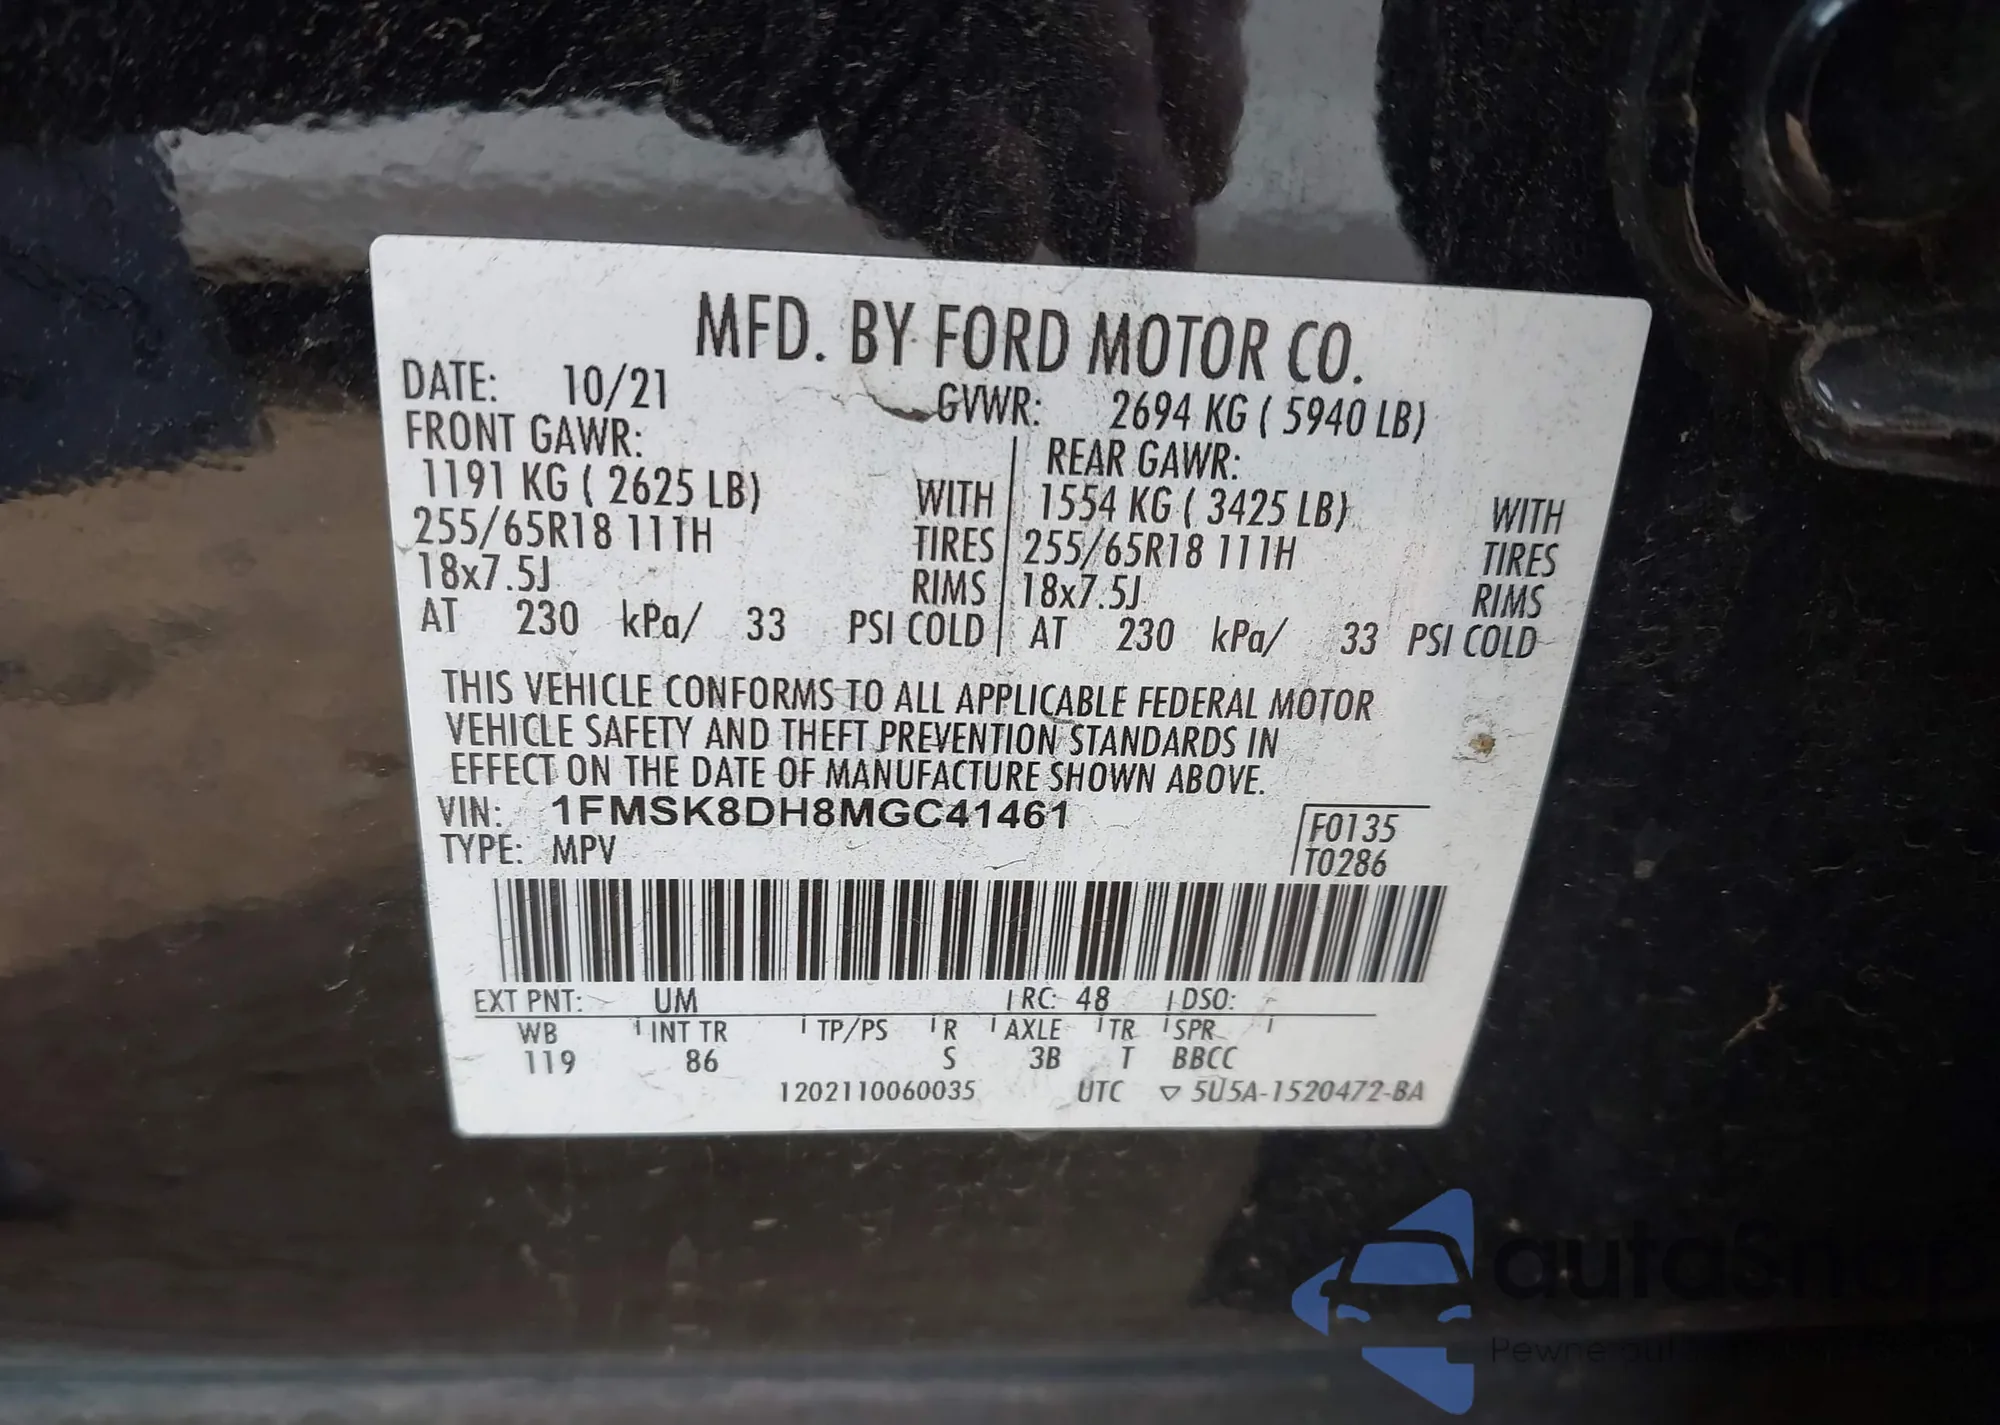 MFD. BY FORD MOTOR CO.
DATE: 10/21 GVWR: 2694 KG ( 5940 LB)
FRONT GAWR: REAR GAWR:
1191 KG ( 2625 LB) WITH 1554 KG ( 3425 LB) WITH
255/65R18 111H TIRES 255/65R18 111H TIRES
18x7.5J RIMS 18x7.5J RIMS
AT 230 kPa/ 33 PSI COLD AT 230 kPa/ 33 PSI COLD
THIS VEHICLE CONFORMS TO ALL APPLICABLE FEDERAL MOTOR
VEHICLE SAFETY AND THEFT PREVENTION STANDARDS IN
EFFECT ON THE DATE OF MANUFACTURE SHOWN ABOVE.
VIN: 1FMSK8DH8MGC41461
F0135
TYPE: MPV
T0286
EXT PNT: UM RC: 48 DSO:
WB INT TR TP/PS R AXLE TR SPR
119 86 S 3B T BBCC
1202110060035 UTC ▽ 5U5A-1520472-BA
Pewne